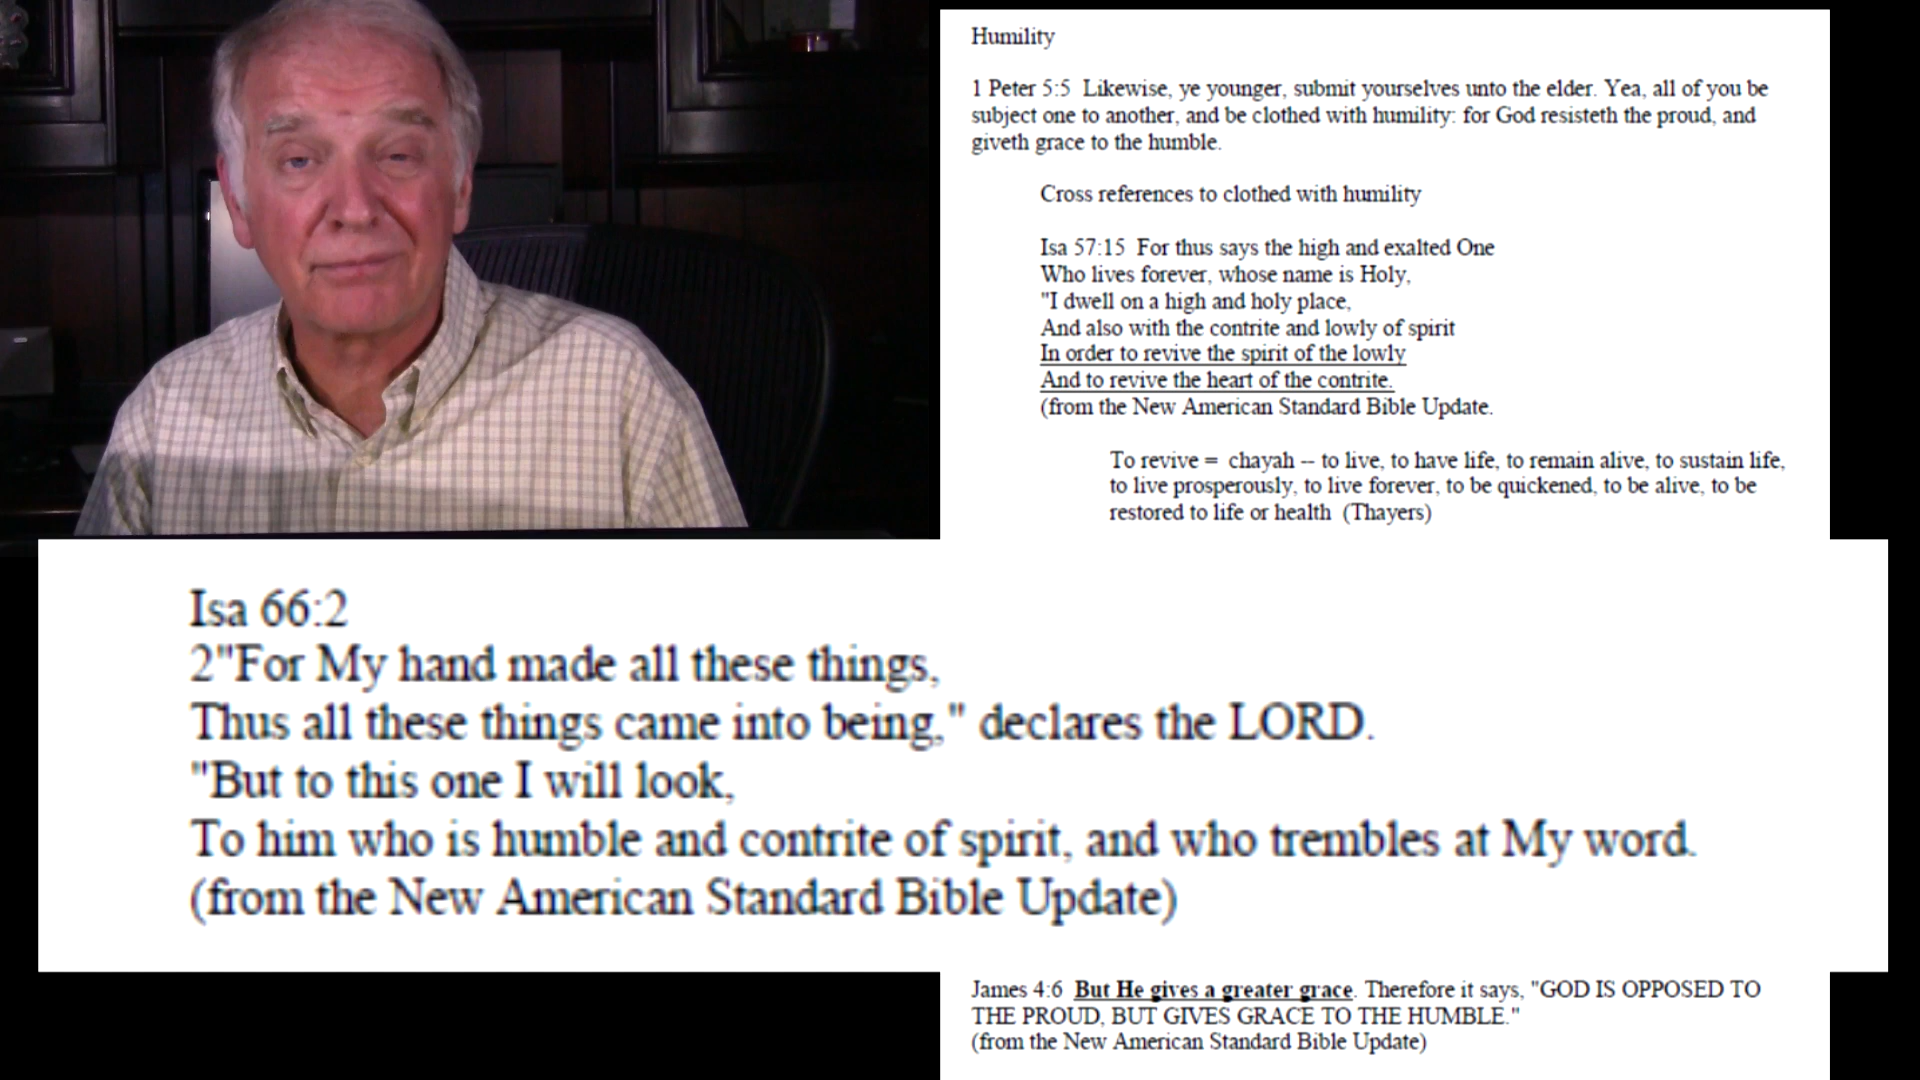 Humility
1 Peter 5:5  Likewise, ye younger, submit yourselves unto the elder. Yea, all of you be
subject one to another, and be clothed with humility: for God resisteth the proud, and
giveth grace to the humble.
Cross references to clothed with humility
Isa 57:15  For thus says the high and exalted One
Who lives forever, whose name is Holy,
"I dwell on a high and holy place,
And also with the contrite and lowly of spirit
In order to revive the spirit of the lowly
And to revive the heart of the contrite.
(from the New American Standard Bible Update.
To revive =  chayah -- to live, to have life, to remain alive, to sustain life,
to live prosperously, to live forever, to be quickened, to be alive, to be
restored to life or health  (Thayers)
Isa 66:2
2"For My hand made all these things,
Thus all these things came into being," declares the LORD.
"But to this one I will look,
To him who is humble and contrite of spirit, and who trembles at My word.
(from the New American Standard Bible Update)
James 4:6  But He gives a greater grace. Therefore it says, "GOD IS OPPOSED TO
THE PROUD, BUT GIVES GRACE TO THE HUMBLE."
(from the New American Standard Bible Update)